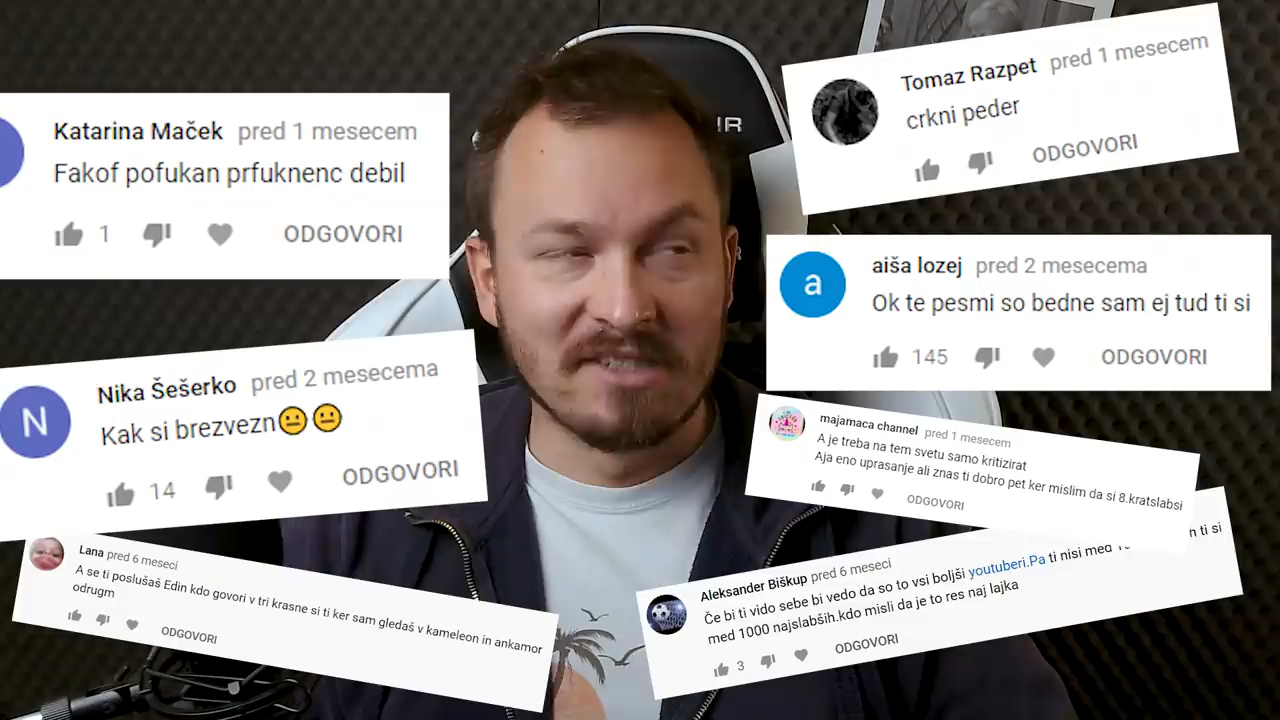 Katarina Maček pred 1 mesecem
Fakof pofukan prfuknenc debil
1 ODGOVORI
Tomaz Razpet pred 1 mesecem
crkni peder
ODGOVORI
aiša lozej pred 2 mesecema
a
Ok te pesmi so bedne sam ej tud ti si
145 ODGOVORI
Nika Šešerko pred 2 mesecema
N
Kak si brezvezn😐😐
14 ODGOVORI
majamaca channel pred 1 mesecem
A je treba na tem svetu samo kritizirat
Aja eno uprasanje ali znas ti dobro pet ker mislim da si 8.kratslabsi
ODGOVORI
Lana pred 6 meseci
A se ti poslušaš Edin kdo govori v tri krasne si ti ker sam gledaš v kameleon in ankamor
odrugm
ODGOVORI
Aleksander Biškup pred 6 meseci
Če bi ti vido sebe bi vedo da so to vsi boljši youtuberi.Pa ti nisi med ti si
med 1000 najslabših.kdo misli da je to res naj lajka
3 ODGOVORI